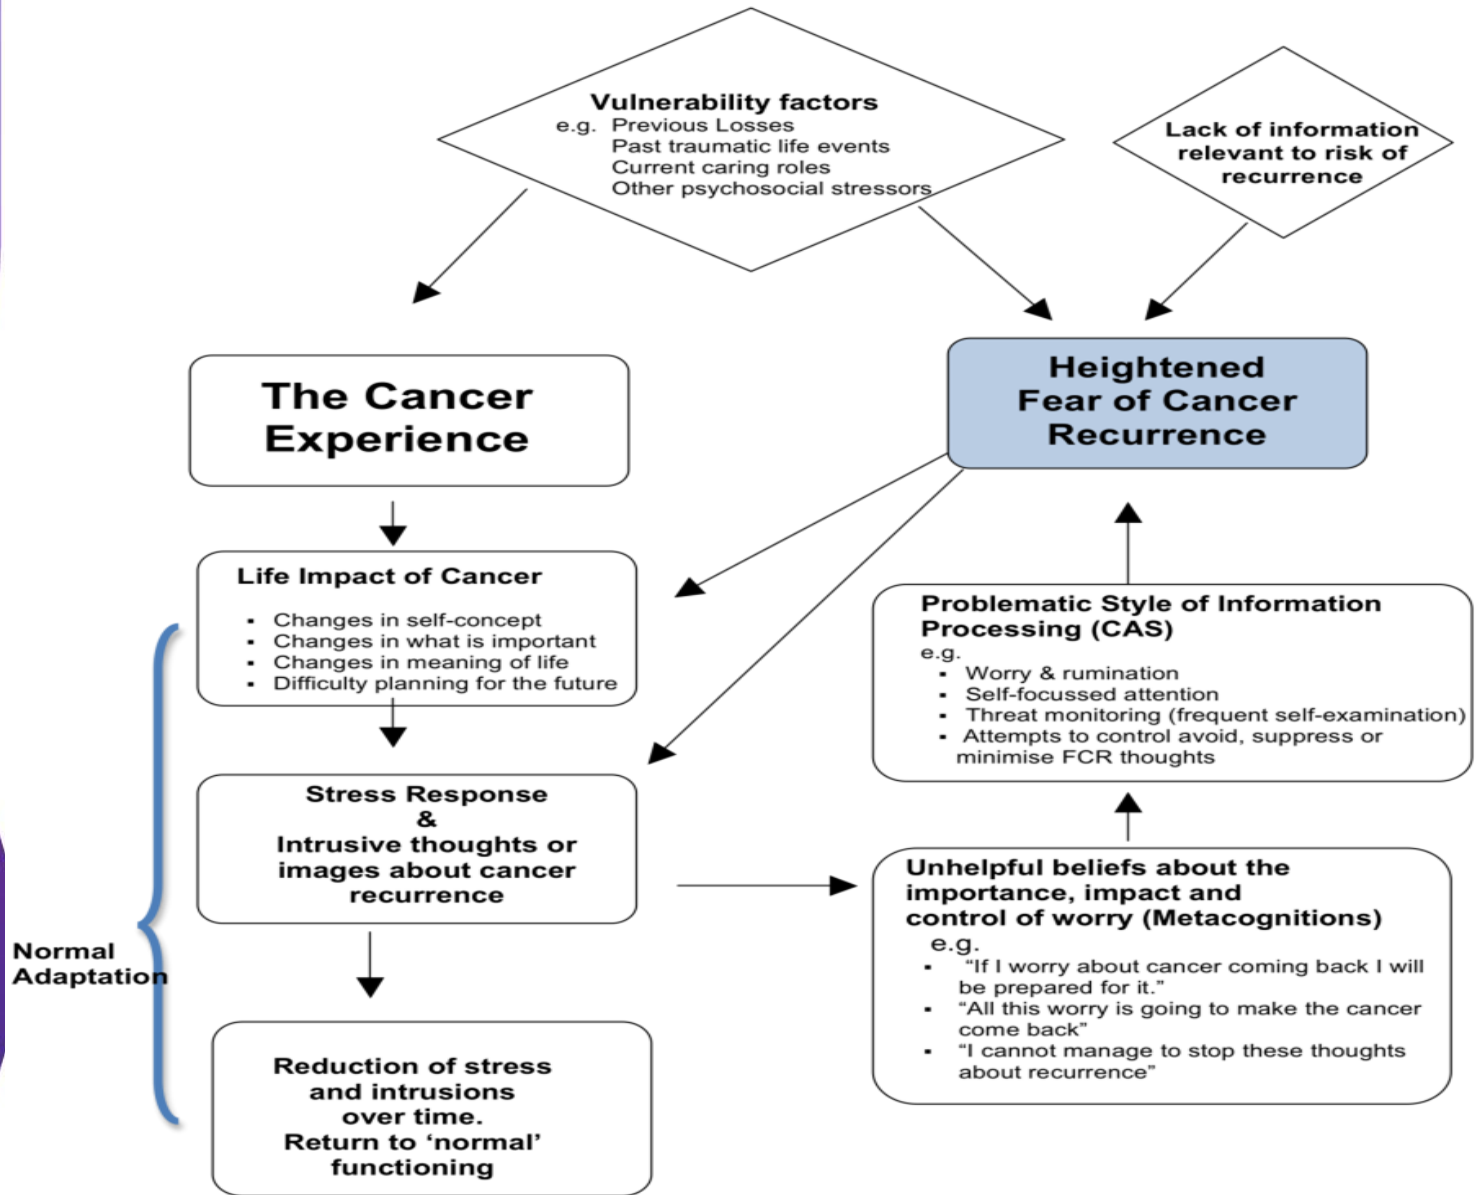 Vulnerability factors
e.g. Previous Losses
Past traumatic life events
Current caring roles
Other psychosocial stressors
Lack of information
relevant to risk of
recurrence
The Cancer
Experience
Heightened
Fear of Cancer
Recurrence
Life Impact of Cancer
▪ Changes in self-concept
▪ Changes in what is important
▪ Changes in meaning of life
▪ Difficulty planning for the future
Problematic Style of Information
Processing (CAS)
e.g.
▪ Worry & rumination
▪ Self-focussed attention
▪ Threat monitoring (frequent self-examination)
▪ Attempts to control avoid, suppress or
minimise FCR thoughts
Stress Response
&
Intrusive thoughts or
images about cancer
recurrence
Unhelpful beliefs about the
importance, impact and
control of worry (Metacognitions)
e.g.
▪ “If I worry about cancer coming back I will
be prepared for it.”
▪ “All this worry is going to make the cancer
come back”
▪ “I cannot manage to stop these thoughts
about recurrence”
Normal
Adaptation
Reduction of stress
and intrusions
over time.
Return to ‘normal’
functioning